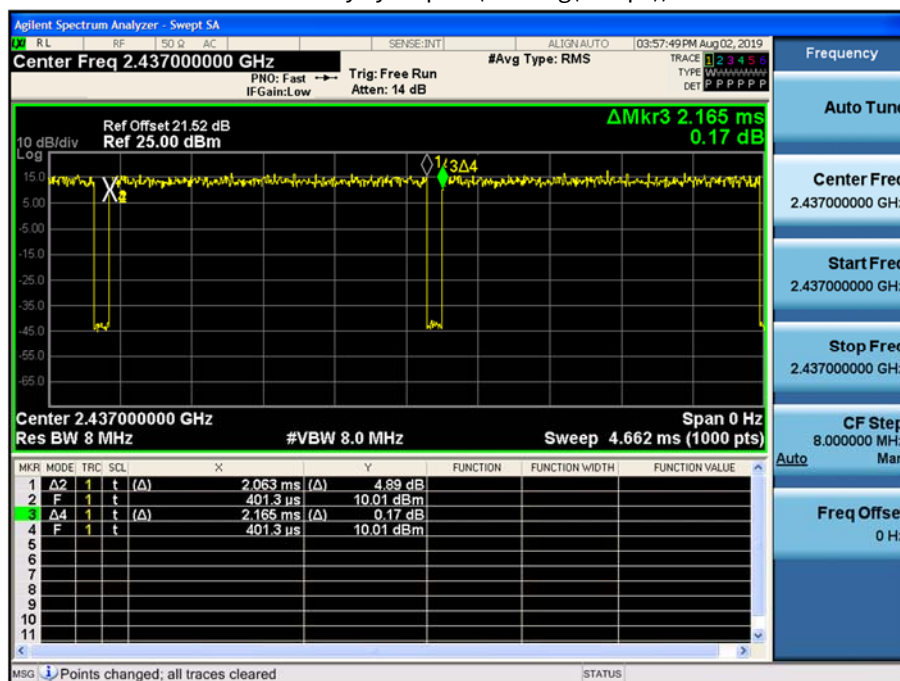 Agilent Spectrum Analyzer - Swept SA
RL RF 50 Ω AC SENSE:INT ALIGN AUTO 03:57:49 PM Aug 02, 2019
Center Freq 2.437000000 GHz
#Avg Type: RMS
TRACE 1 2 3 4 5 6
PNO: Fast
IFGain:Low
Trig: Free Run
Atten: 14 dB
TYPE W
DET P P P P P P
ΔMkr3 2.165 ms
0.17 dB
Ref Offset 21.52 dB
10 dB/div Ref 25.00 dBm
Log
1/3Δ4
15.0
5.00
-5.00
-15.0
-25.0
-35.0
-45.0
-55.0
-65.0
Center 2.437000000 GHz Span 0 Hz
Res BW 8 MHz #VBW 8.0 MHz Sweep 4.662 ms (1000 pts)
MKR MODE TRC SCL X Y FUNCTION FUNCTION WIDTH FUNCTION VALUE
1 Δ2 1 t (Δ) 2.063 ms (Δ) 4.89 dB
2 F 1 t 401.3 µs 10.01 dBm
3 Δ4 1 t (Δ) 2.165 ms (Δ) 0.17 dB
4 F 1 t 401.3 µs 10.01 dBm
5
6
7
8
9
10
11
MSG Points changed; all traces cleared STATUS
Frequency
Auto Tune
Center Freq
2.437000000 GHz
Start Freq
2.437000000 GHz
Stop Freq
2.437000000 GHz
CF Step
8.000000 MHz
Auto Man
Freq Offset
0 Hz